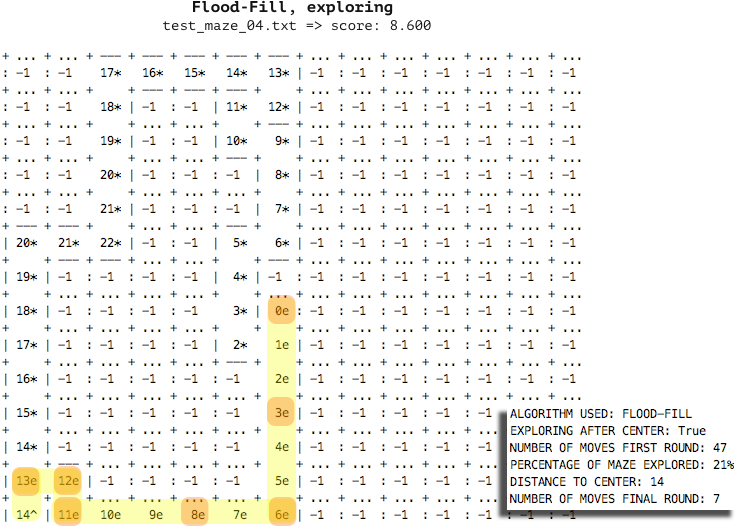 Flood-Fill, exploring
test_maze_04.txt => score: 8.600
+ ... + ... + --- + --- + --- + --- + --- + ... + ... + ... + ... + ... + ... + ...
: -1  : -1    17*   16*   15*   14*   13* | -1  : -1  : -1  : -1  : -1  : -1  : -1
+ ... + ... +     + --- + --- +     +     + ... + ... + ... + ... + ... + ... + ...
: -1  : -1    18* | -1  : -1  | 11*   12* | -1  : -1  : -1  : -1  : -1  : -1  : -1
+ ... + ... +     + ... + ... +     + --- + ... + ... + ... + ... + ... + ... + ...
: -1  : -1    19* | -1  : -1  | 10*    9* | -1  : -1  : -1  : -1  : -1  : -1  : -1
+ ... + ... +     + ... + ... + --- +     + ... + ... + ... + ... + ... + ... + ...
: -1  : -1    20* | -1  : -1  : -1  |  8* | -1  : -1  : -1  : -1  : -1  : -1  : -1
+ ... + ... +     + ... + ... + ... +     + ... + ... + ... + ... + ... + ... + ...
: -1  : -1    21* | -1  : -1  : -1  |  7* | -1  : -1  : -1  : -1  : -1  : -1  : -1
+ --- + --- +     + ... + ... + --- +     + ... + ... + ... + ... + ... + ... + ...
| 20*   21*   22* | -1  : -1  |  5*    6* | -1  : -1  : -1  : -1  : -1  : -1  : -1
+     + --- + --- + ... + ... +     + --- + ... + ... + ... + ... + ... + ... + ...
| 19* | -1  : -1  : -1  : -1  |  4* | -1  : -1  : -1  : -1  : -1  : -1  : -1  : -1
+     + ... + ... + ... + ... +     + ... + ... + ... + ... + ... + ... + ... + ...
| 18* | -1  : -1  : -1  : -1     3* |  0e : -1  : -1  : -1  : -1  : -1  : -1  : -1
+     + ... + ... + ... + ... +     +     + ... + ... + ... + ... + ... + ... + ...
| 17* | -1  : -1  : -1  : -1  |  2*    1e | -1  : -1  : -1  : -1  : -1  : -1  : -1
+     + ... + ... + ... + ... + --- +     + ... + ... + ... + ... + ... + ... + ...
| 16* | -1  : -1  : -1  : -1  : -1     2e | -1  : -1  : -1  : -1  : -1  : -1  : -1
+     + ... + ... + ... + ... + ... +     + ... + ... + ... + ... + ... + ... + ...
| 15* | -1  : -1  : -1  : -1  : -1  |  3e | -1  : -1  : -1  : -1  : -1
+     + ... + ... + ... + ... + ... +     + ... + ... + ... + ... + ...
| 14* | -1  : -1  : -1  : -1  : -1  |  4e | -1  : -1  : -1  : -1  : -1
+     + --- + ... + ... + ... + ... +     + ... + ... + ... + ... + ...
| 13e   12e | -1  : -1  : -1  : -1  |  5e | -1  : -1  : -1  : -1  : -1
+     +     + --- + --- + --- + --- +     + ... + ... + ... + ... + ...
| 14^ | 11e   10e    9e    8e    7e    6e | -1  : -1  : -1  : -1  : -1  : -1  : -1
ALGORITHM USED: FLOOD-FILL
EXPLORING AFTER CENTER: True
NUMBER OF MOVES FIRST ROUND: 47
PERCENTAGE OF MAZE EXPLORED: 21%
DISTANCE TO CENTER: 14
NUMBER OF MOVES FINAL ROUND: 7